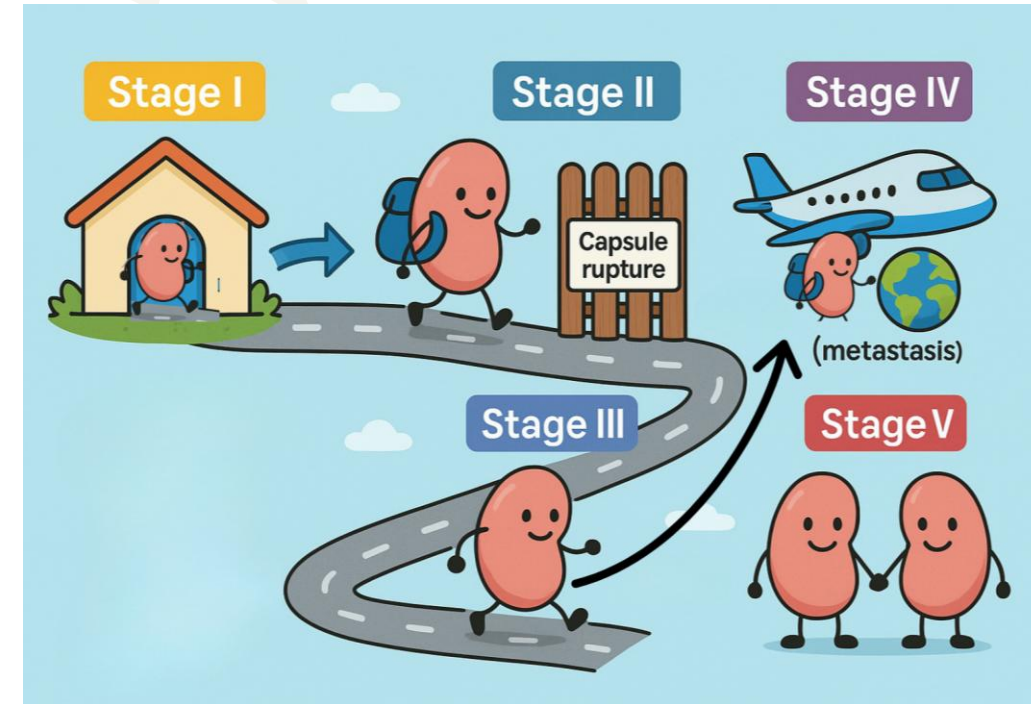 Stage I
Stage II
Stage IV
Capsule
rupture
(metastasis)
Stage III
Stage V